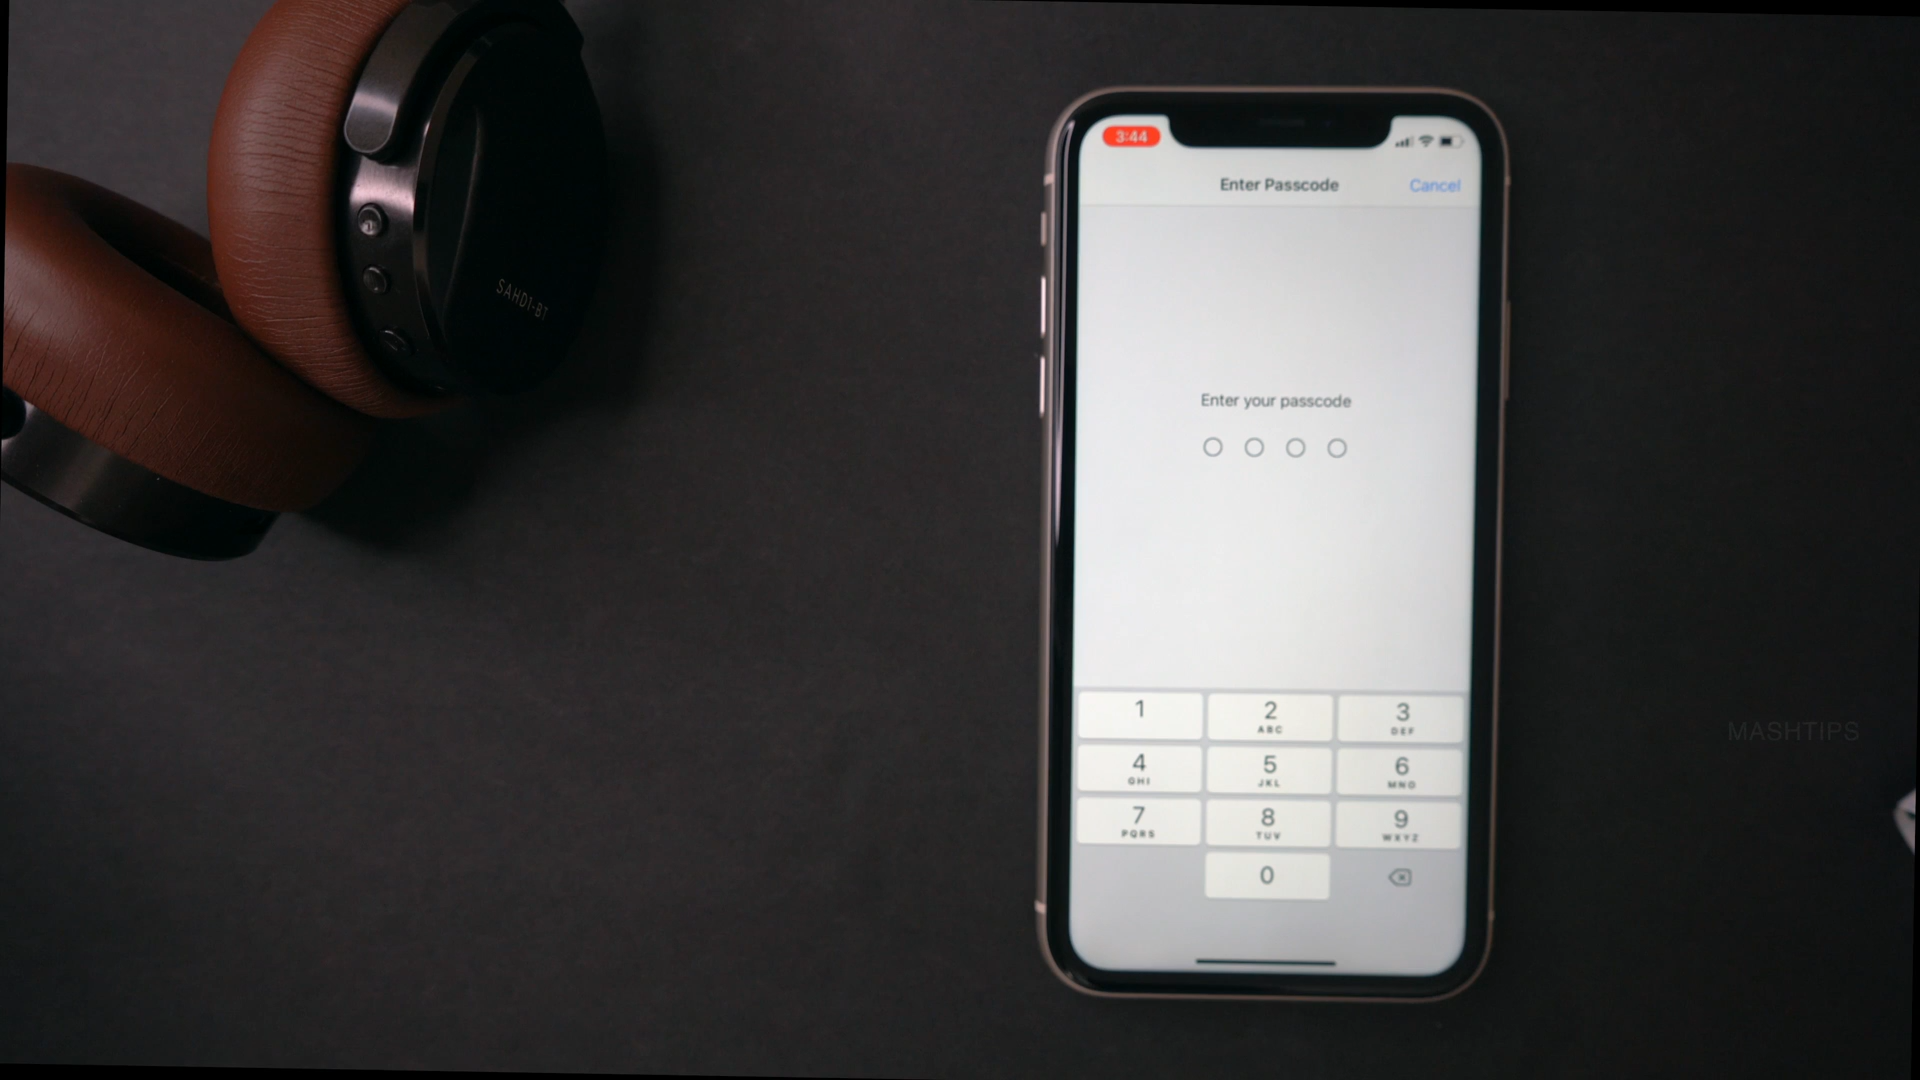 SAHD1-BT
3:44
Enter Passcode
Cancel
Enter your passcode
1
2
ABC
3
DEF
4
GHI
5
JKL
6
MNO
7
PQRS
8
TUV
9
WXYZ
0
MASHTIPS